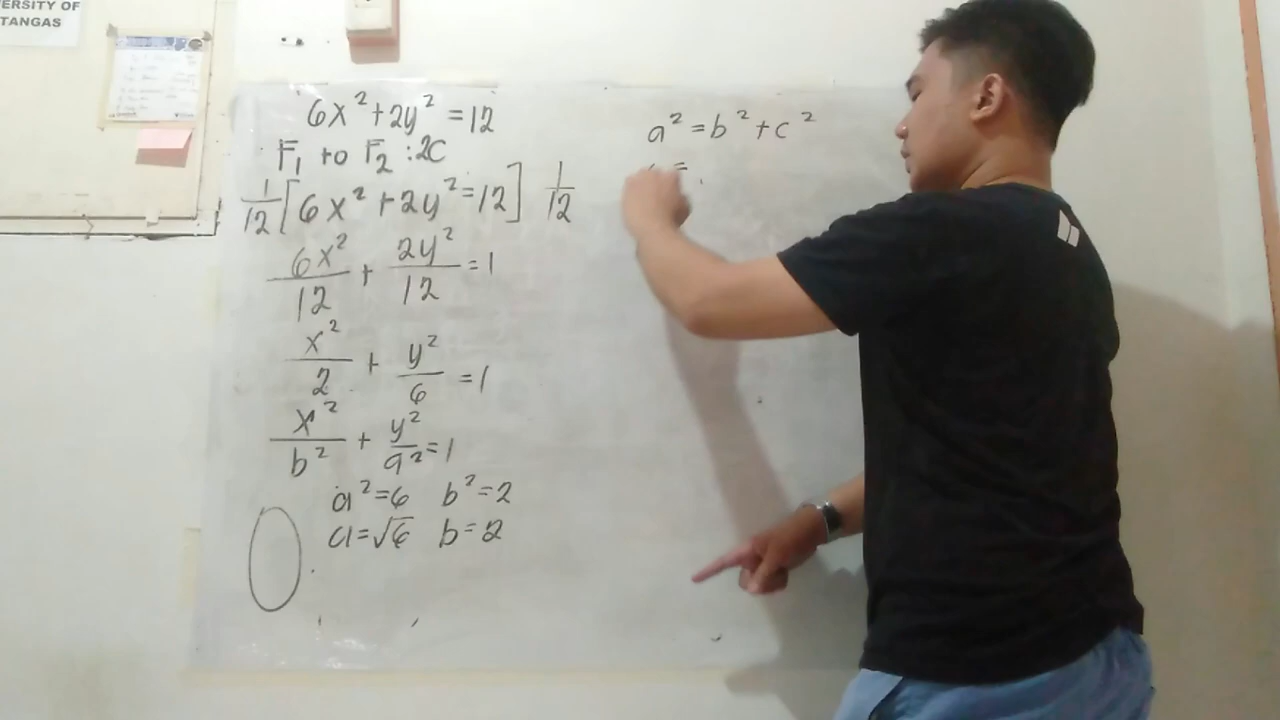 ERSITY OF
TANGAS
6x² + 2y² = 12
F₁ to F₂ : 2c
1/12 [6x² + 2y² = 12] 1/12
6x²/12 + 2y²/12 = 1
x²/2 + y²/6 = 1
x²/b² + y²/a² = 1
a² = 6 b² = 2
a = √6 b = 2
a² = b² + c²